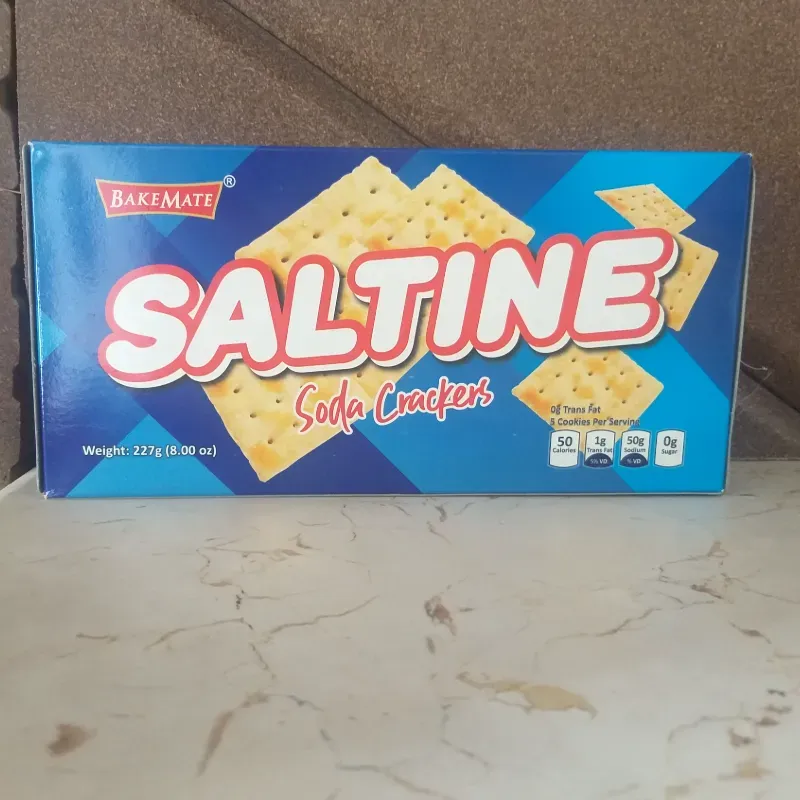 BAKEMATE®
SALTINE
Soda Crackers
Weight: 227g (8.00 oz)
0g Trans Fat
5 Cookies Per Serving
50 Calories
1g Trans Fat 5% VD
50g Sodium % VD
0g Sugar